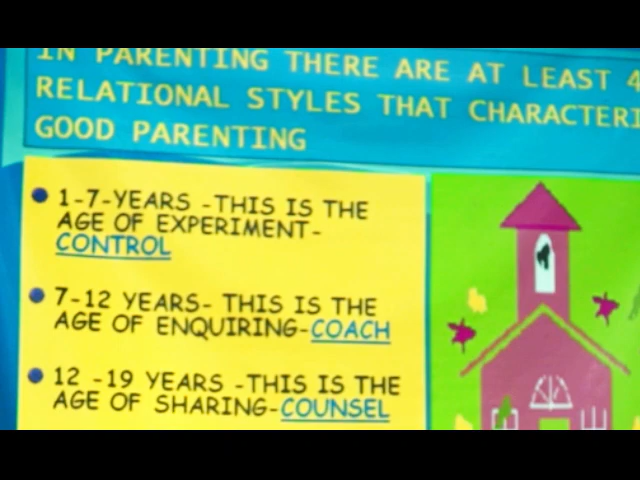 IN PARENTING THERE ARE AT LEAST 4
RELATIONAL STYLES THAT CHARACTERI
GOOD PARENTING
1-7-YEARS -THIS IS THE
AGE OF EXPERIMENT-
CONTROL
7-12 YEARS- THIS IS THE
AGE OF ENQUIRING-COACH
12 -19 YEARS -THIS IS THE
AGE OF SHARING-COUNSEL